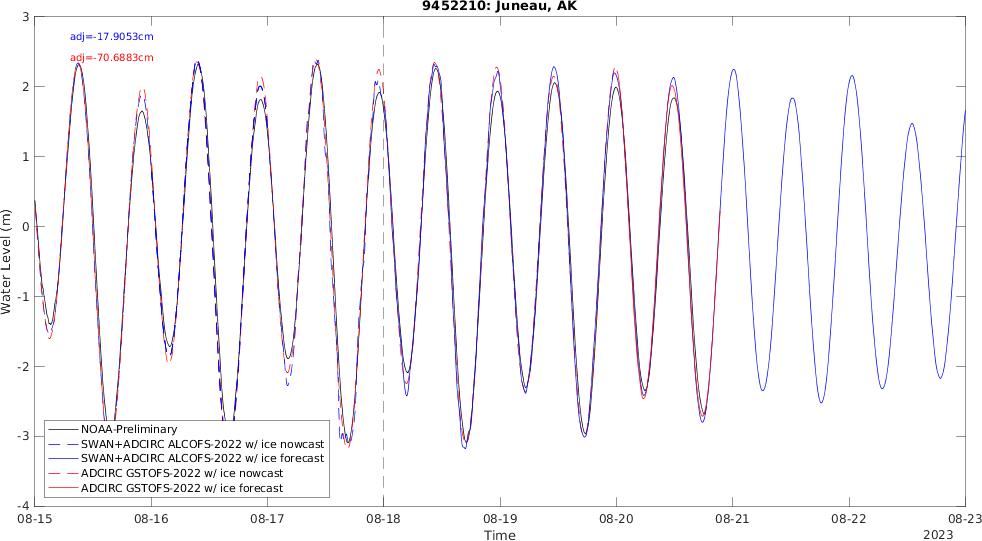 9452210: Juneau, AK
adj=-17.9053cm
adj=-70.6883cm
Water Level (m)
3
2
1
0
-1
-2
-3
-4
NOAA-Preliminary
SWAN+ADCIRC ALCOFS-2022 w/ ice nowcast
SWAN+ADCIRC ALCOFS-2022 w/ ice forecast
ADCIRC GSTOFS-2022 w/ ice nowcast
ADCIRC GSTOFS-2022 w/ ice forecast
08-15 08-16 08-17 08-18 08-19 08-20 08-21 08-22 08-23
Time
2023